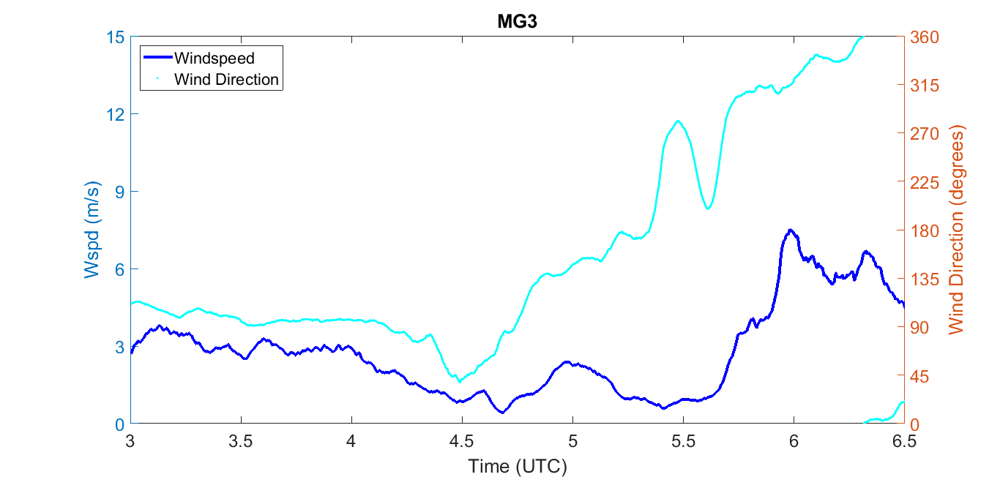 MG3
Windspeed
Wind Direction
15
12
9
6
3
0
Wspd (m/s)
360
315
270
225
180
135
90
45
0
Wind Direction (degrees)
3 3.5 4 4.5 5 5.5 6 6.5
Time (UTC)